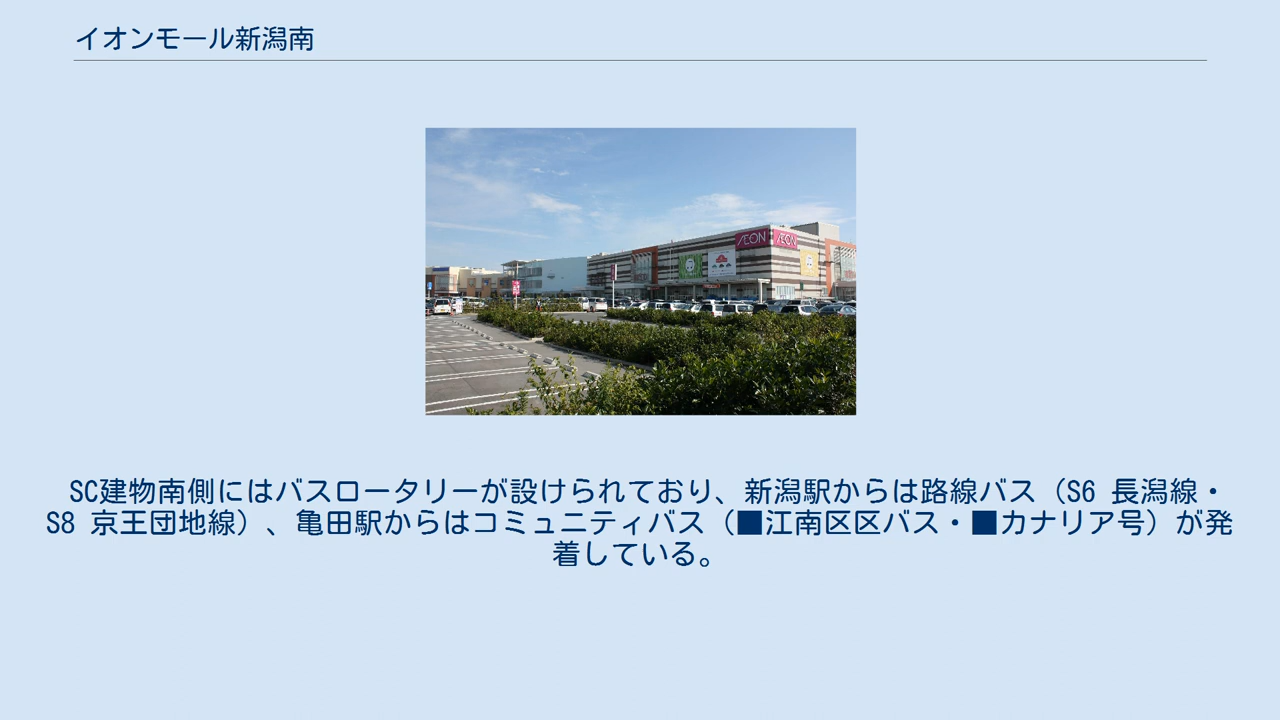 イオンモール新潟南
ÆON ÆON
SC建物南側にはバスロータリーが設けられており、新潟駅からは路線バス（S6 長潟線・
S8 京王団地線）、亀田駅からはコミュニティバス（■江南区区バス・■カナリア号）が発
着している。